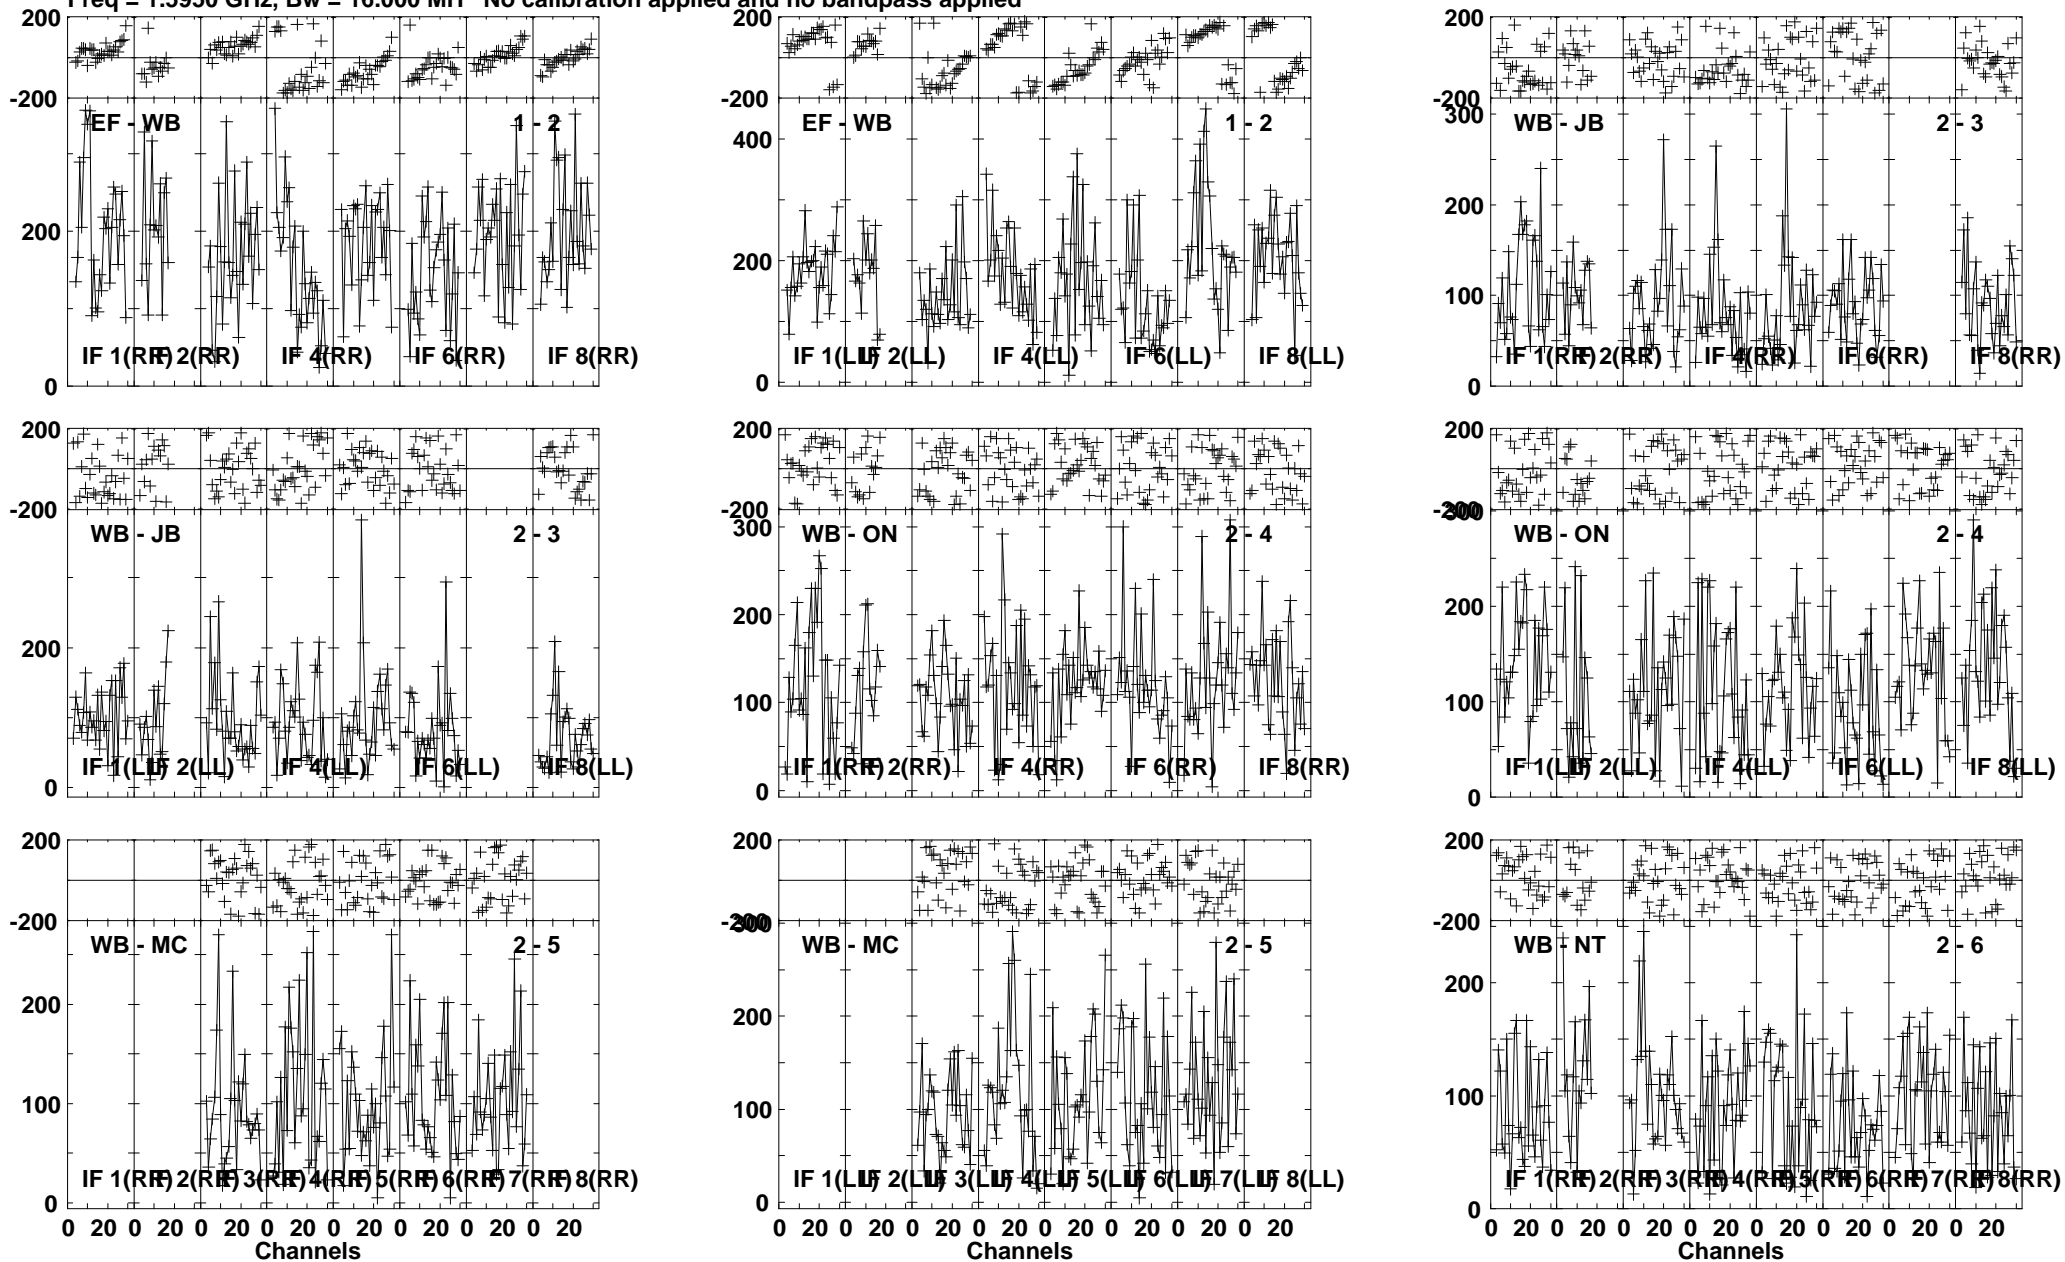 Freq = 1.5950 GHz, Bw = 16.000 MH No calibration applied and no bandpass applied
200 200 200
-200 -200 -200
EF - WB 1 - 2 EF - WB 1 - 2 WB - JB 2 - 3
400 300
200 200 200
100
IF 1(RR) IF 2(RR) IF 4(RR) IF 6(RR) IF 8(RR) IF 1(LL) IF 2(LL) IF 4(LL) IF 6(LL) IF 8(LL) IF 1(RR) IF 2(RR) IF 4(RR) IF 6(RR) IF 8(RR)
0 0 0
200 200 200
-200 -200 -200
300 300
WB - JB 2 - 3 WB - ON 2 - 4 WB - ON 2 - 4
200 200 200
100 100
IF 1(LL) IF 2(LL) IF 4(LL) IF 6(LL) IF 8(LL) IF 1(RR) IF 2(RR) IF 4(RR) IF 6(RR) IF 8(RR) IF 1(LL) IF 2(LL) IF 4(LL) IF 6(LL) IF 8(LL)
0 0 0
200 200 200
-200 -200 -200
300
WB - MC 2 - 5 WB - MC 2 - 5 WB - NT 2 - 6
200 200 200
100 100 100
IF 1(RR) IF 2(RR) IF 3(RR) IF 4(RR) IF 5(RR) IF 6(RR) IF 7(RR) IF 8(RR) IF 1(LL) IF 2(LL) IF 3(LL) IF 4(LL) IF 5(LL) IF 6(LL) IF 7(LL) IF 8(LL) IF 1(RR) IF 2(RR) IF 3(RR) IF 4(RR) IF 5(RR) IF 6(RR) IF 7(RR) IF 8(RR)
0 0 0
0 20 0 20 0 20 0 20 0 20 0 20 0 20 0 20 0 20 0 20 0 20 0 20 0 20 0 20 0 20 0 20 0 20 0 20 0 20 0 20 0 20 0 20 0 20 0 20
Channels Channels